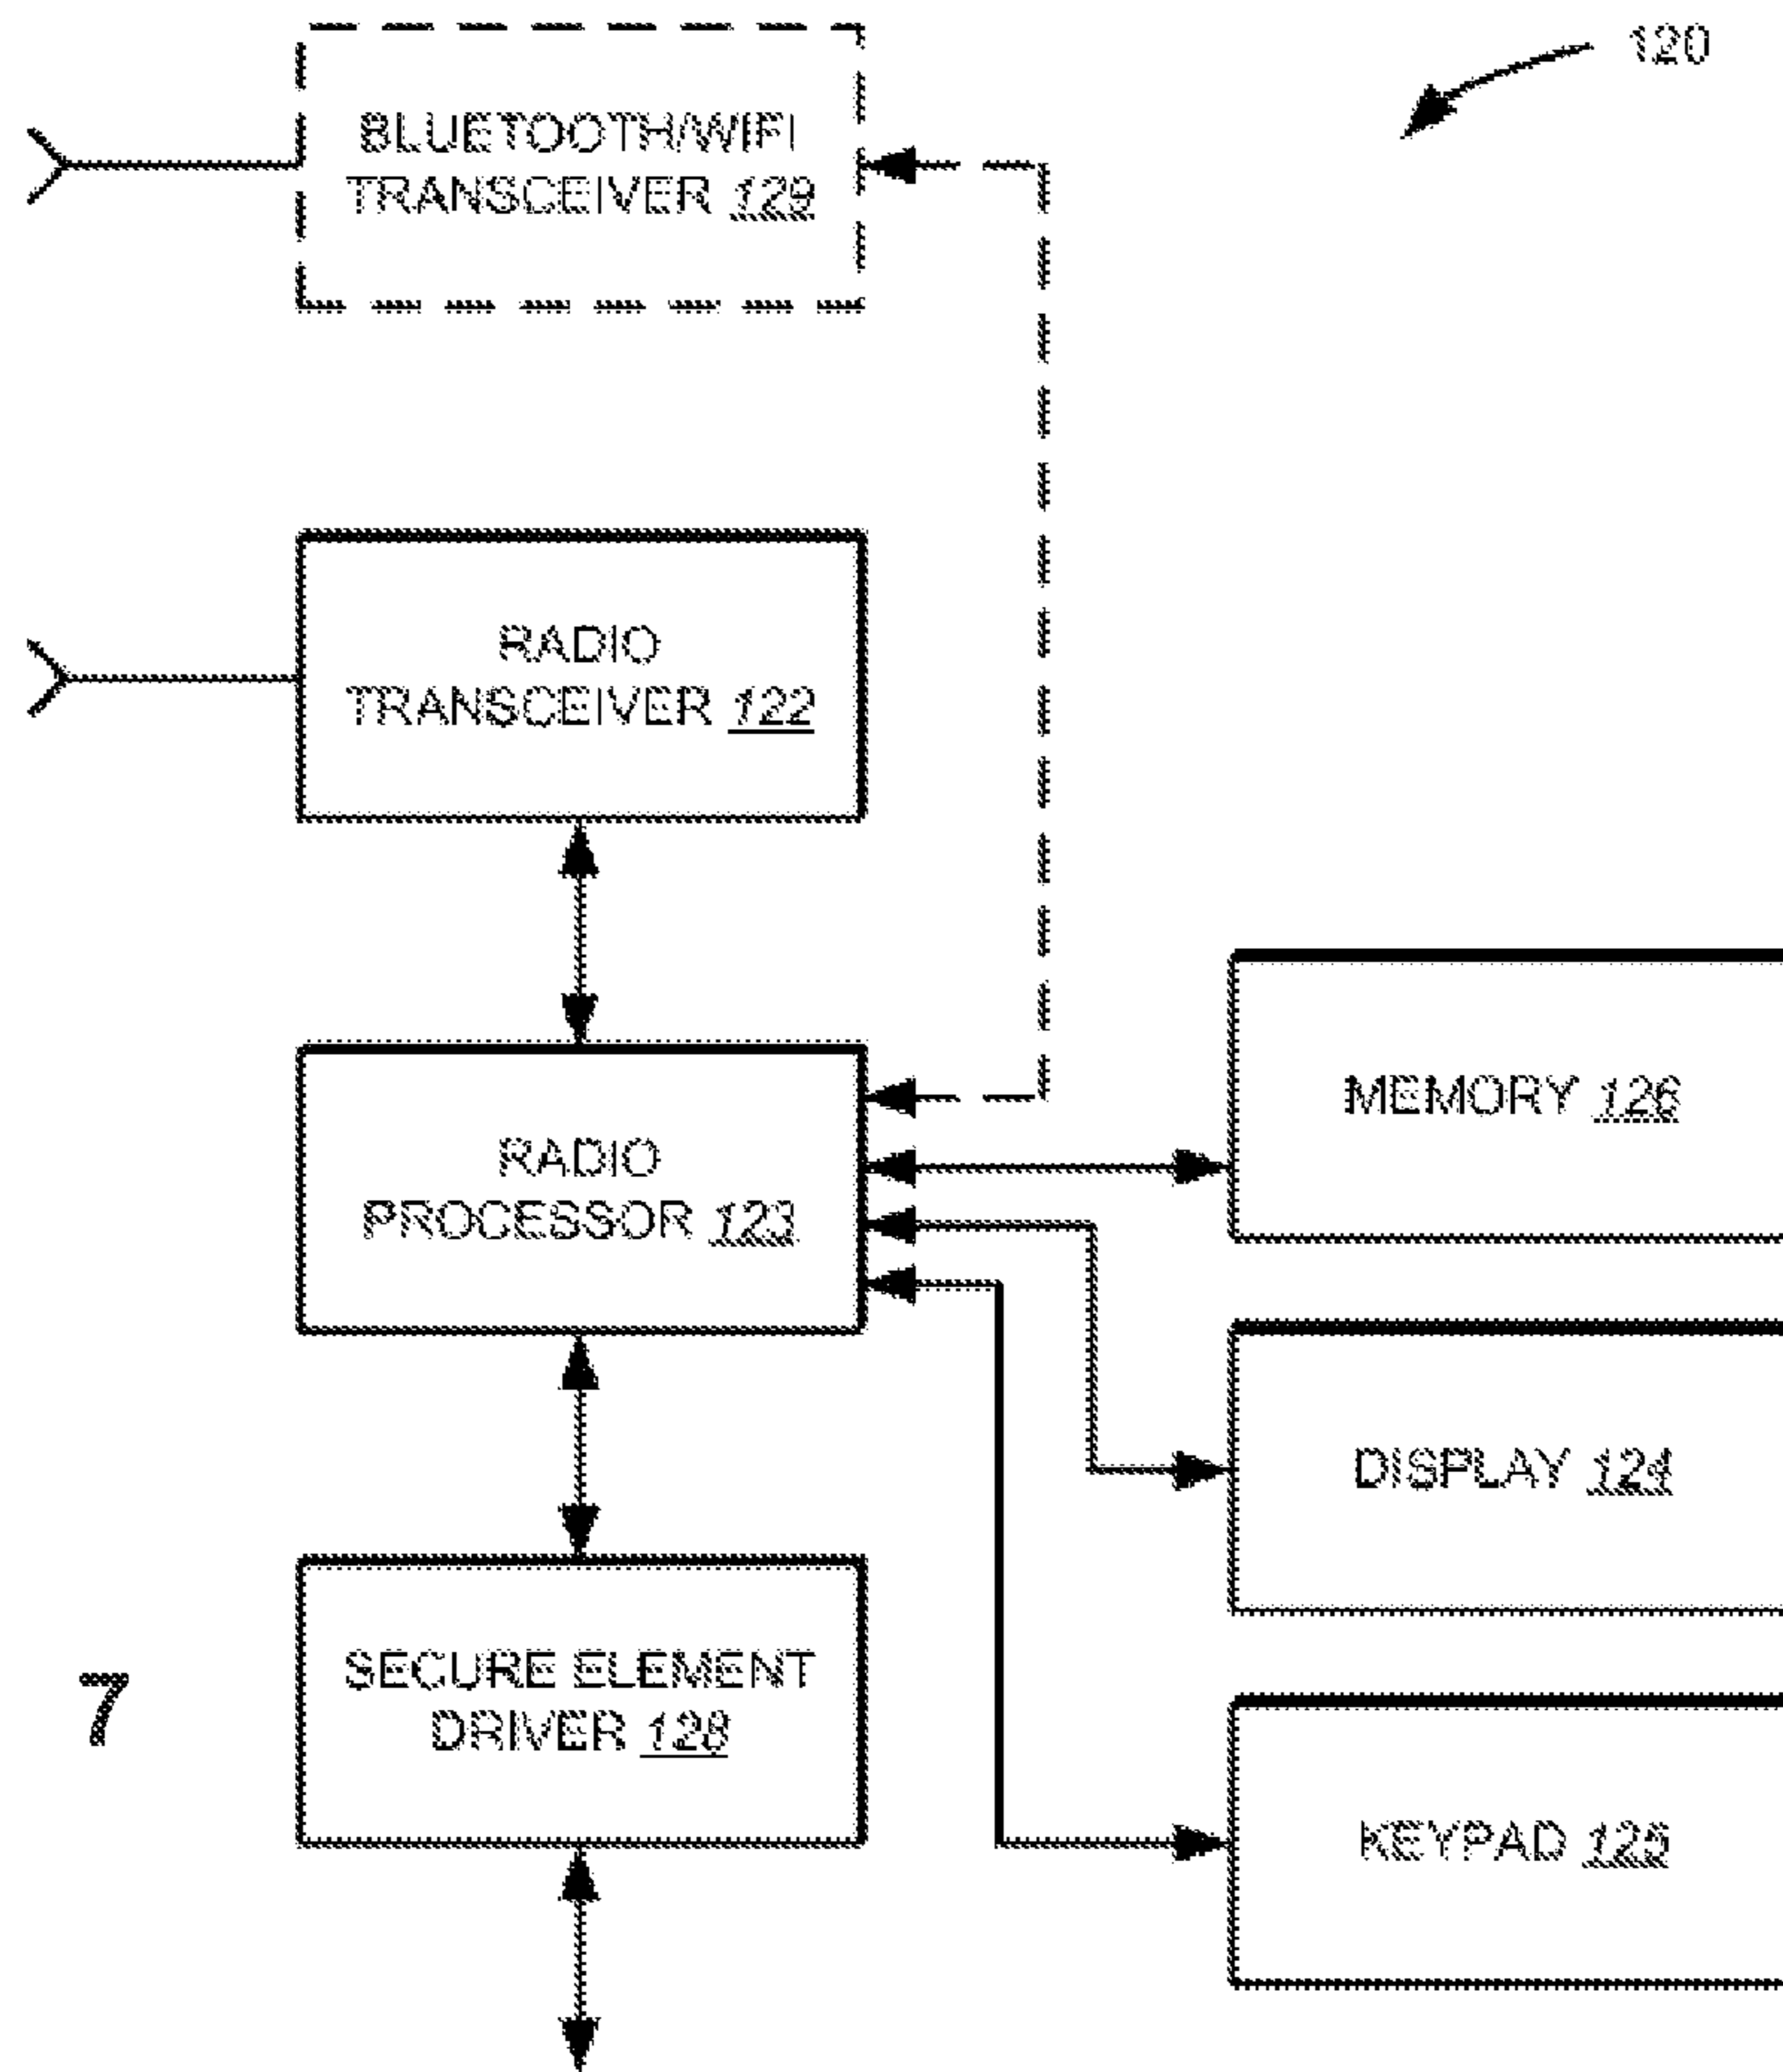 120
BLUETOOTH/WIFI
TRANSCEIVER 129
RADIO
TRANSCEIVER 122
MEMORY 126
RADIO
PROCESSOR 123
DISPLAY 124
SECURE ELEMENT
DRIVER 128
7
KEYPAD 125